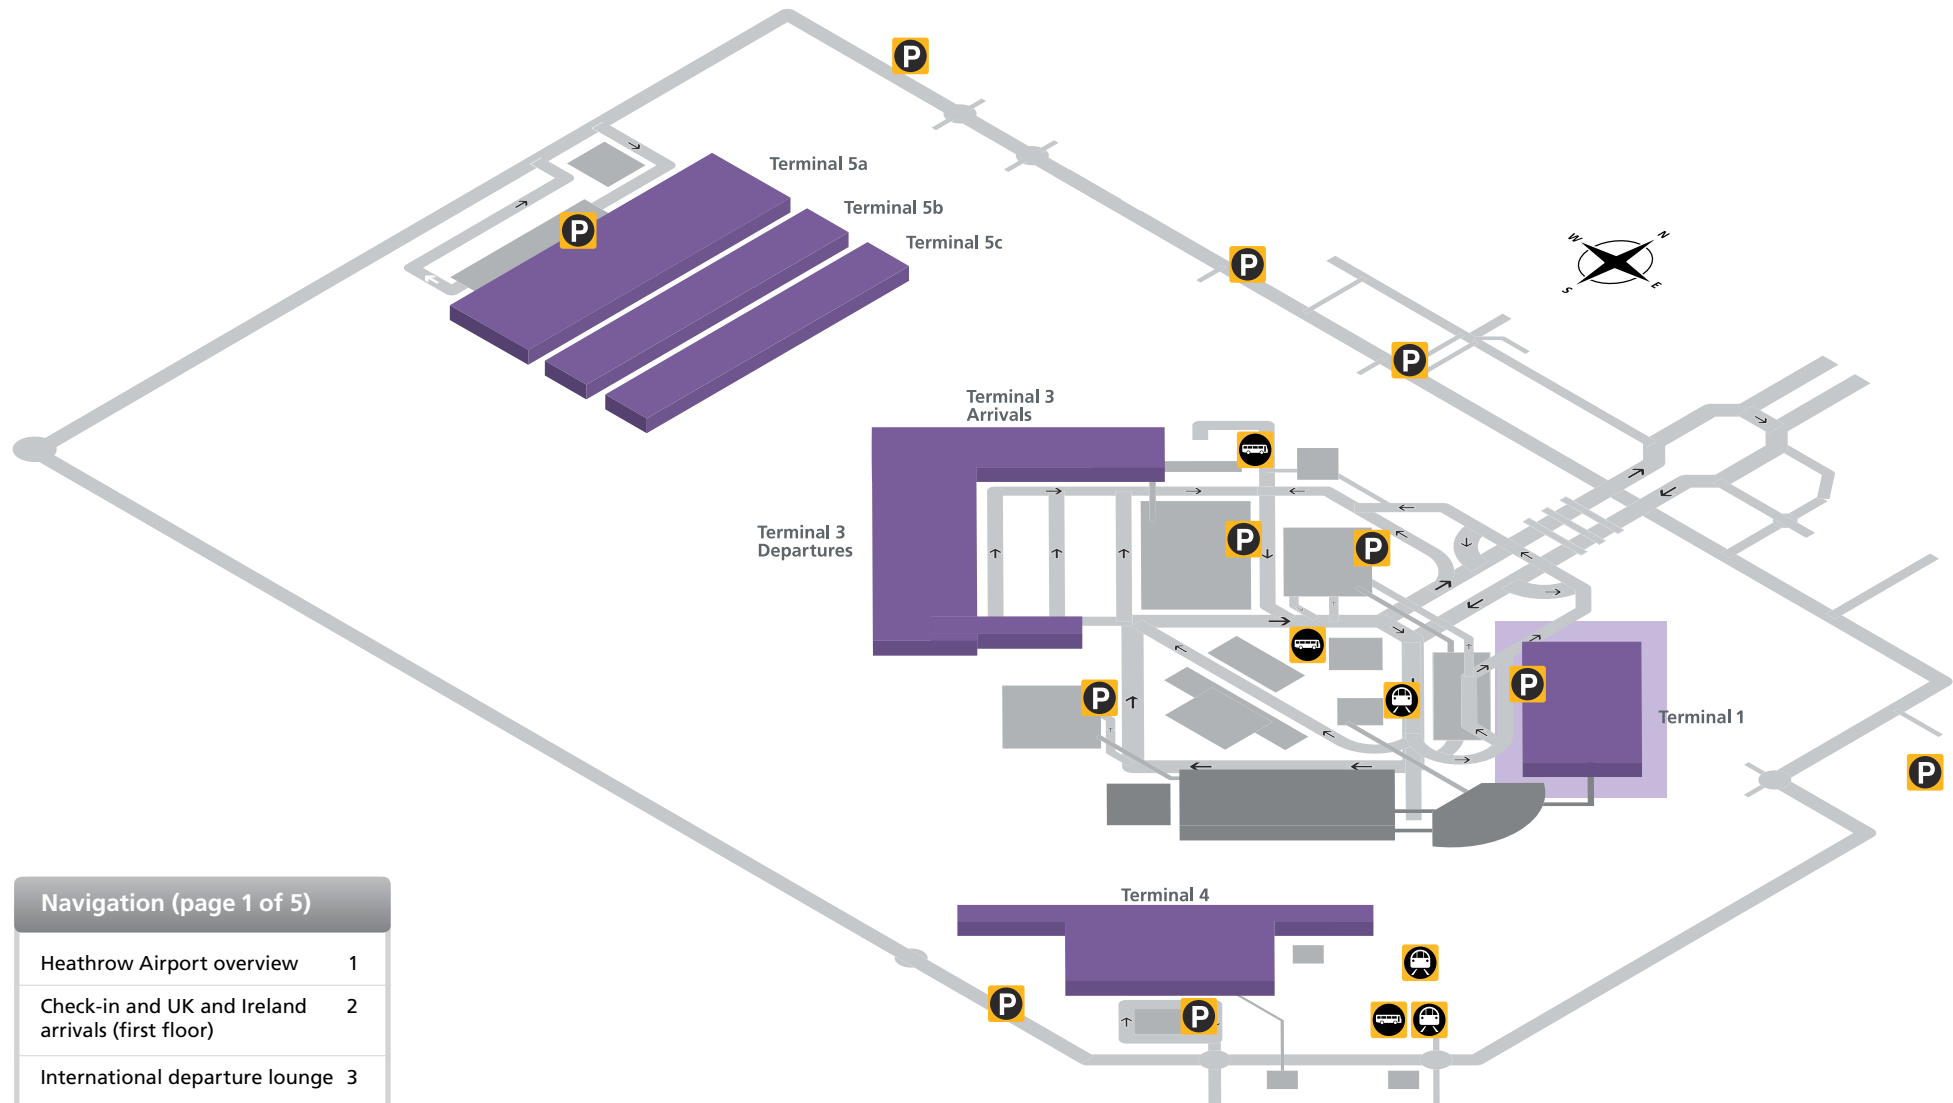 P
Terminal 5a
Terminal 5b
P
Terminal 5c
W
N
S
E
P
P
Terminal 3
Arrivals
Terminal 3
Departures
P
P
P
P
Terminal 1
P
Terminal 4
P
P
Navigation (page 1 of 5)
Heathrow Airport overview 1
Check-in and UK and Ireland 2
arrivals (first floor)
International departure lounge 3